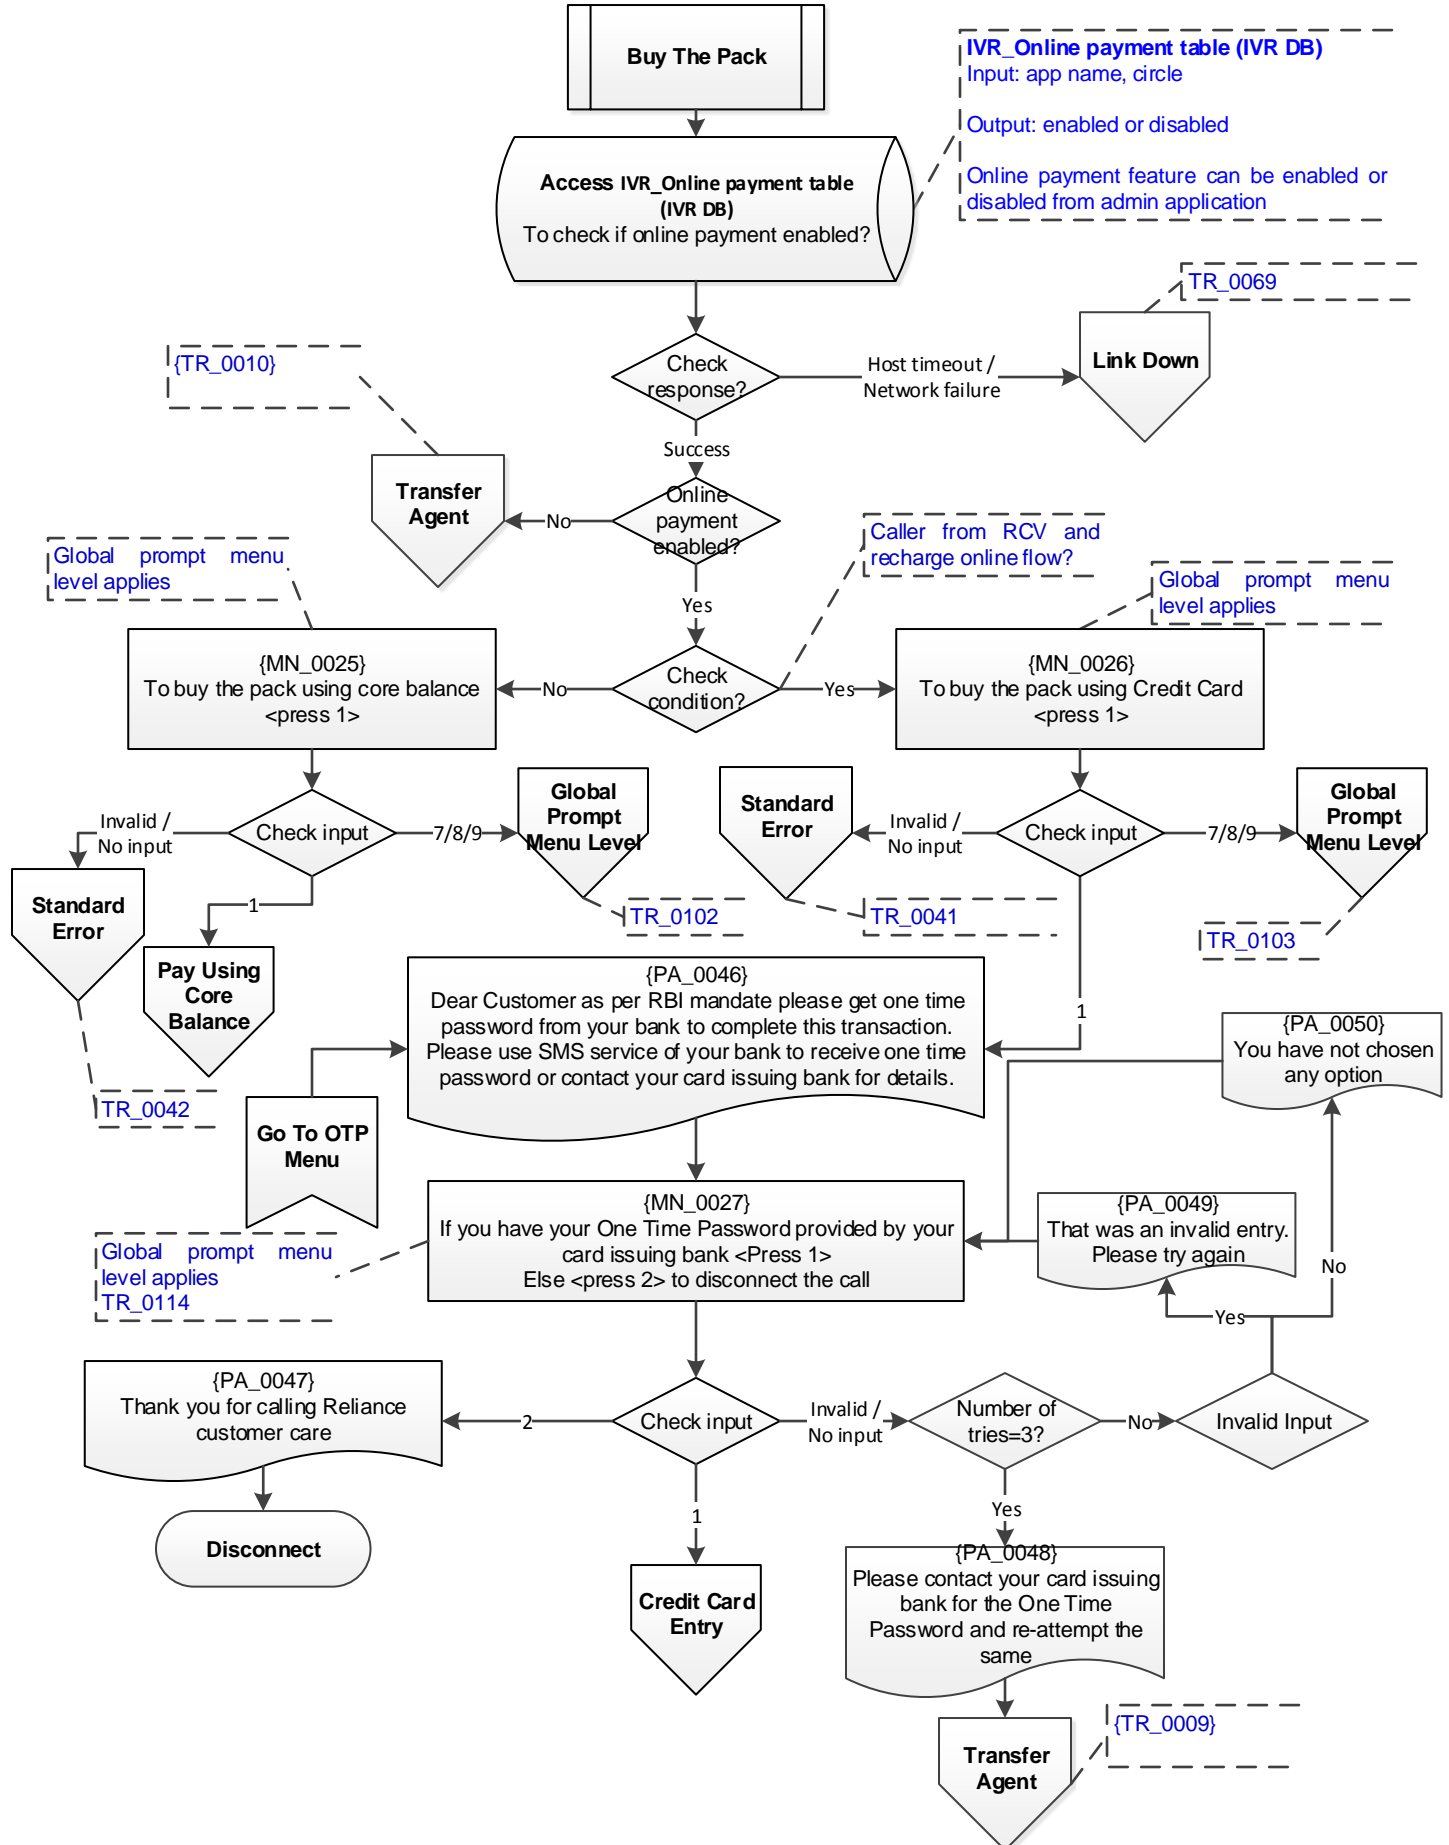 Buy The Pack
IVR_Online payment table (IVR DB)
Input: app name, circle
Output: enabled or disabled
Online payment feature can be enabled or
disabled from admin application
Access IVR_Online payment table
(IVR DB)
To check if online payment enabled?
TR_0069
Check
response?
Host timeout /
Network failure
Link Down
{TR_0010}
Success
Transfer
Agent
No
Online
payment
enabled?
Caller from RCV and
recharge online flow?
Global prompt menu
level applies
Global prompt menu
level applies
Yes
{MN_0025}
To buy the pack using core balance
<press 1>
No
Check
condition?
Yes
{MN_0026}
To buy the pack using Credit Card
<press 1>
Invalid /
No input
Check input
7/8/9
Global
Prompt
Menu Level
Standard
Error
Invalid /
No input
Check input
7/8/9
Global
Prompt
Menu Level
Standard
Error
1
TR_0102
TR_0041
TR_0103
Pay Using
Core
Balance
{PA_0046}
Dear Customer as per RBI mandate please get one time
password from your bank to complete this transaction.
Please use SMS service of your bank to receive one time
password or contact your card issuing bank for details.
1
{PA_0050}
You have not chosen
any option
TR_0042
Go To OTP
Menu
{MN_0027}
If you have your One Time Password provided by your
card issuing bank <Press 1>
Else <press 2> to disconnect the call
{PA_0049}
That was an invalid entry.
Please try again
No
Global prompt menu
level applies
TR_0114
Yes
{PA_0047}
Thank you for calling Reliance
customer care
2
Check input
Invalid /
No input
Number of
tries=3?
No
Invalid Input
Disconnect
1
Yes
Credit Card
Entry
{PA_0048}
Please contact your card issuing
bank for the One Time
Password and re-attempt the
same
{TR_0009}
Transfer
Agent